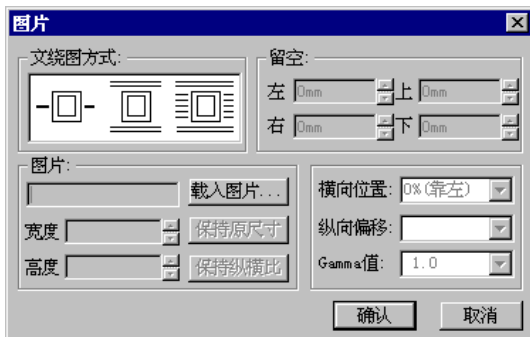 图片
文绕图方式:
留空:
左 0mm 上 0mm
右 0mm 下 0mm
图片:
载入图片...
宽度 保持原尺寸
高度 保持纵横比
横向位置: 0%(靠左)
纵向偏移:
Gamma值: 1.0
确认 取消